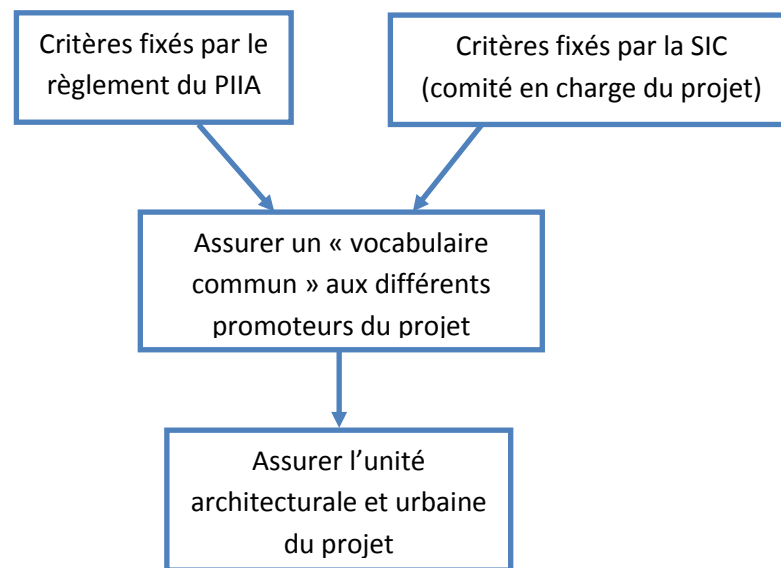 Critères fixés par le
règlement du PIIA
Critères fixés par la SIC
(comité en charge du projet)
Assurer un « vocabulaire
commun » aux différents
promoteurs du projet
Assurer l’unité
architecturale et urbaine
du projet